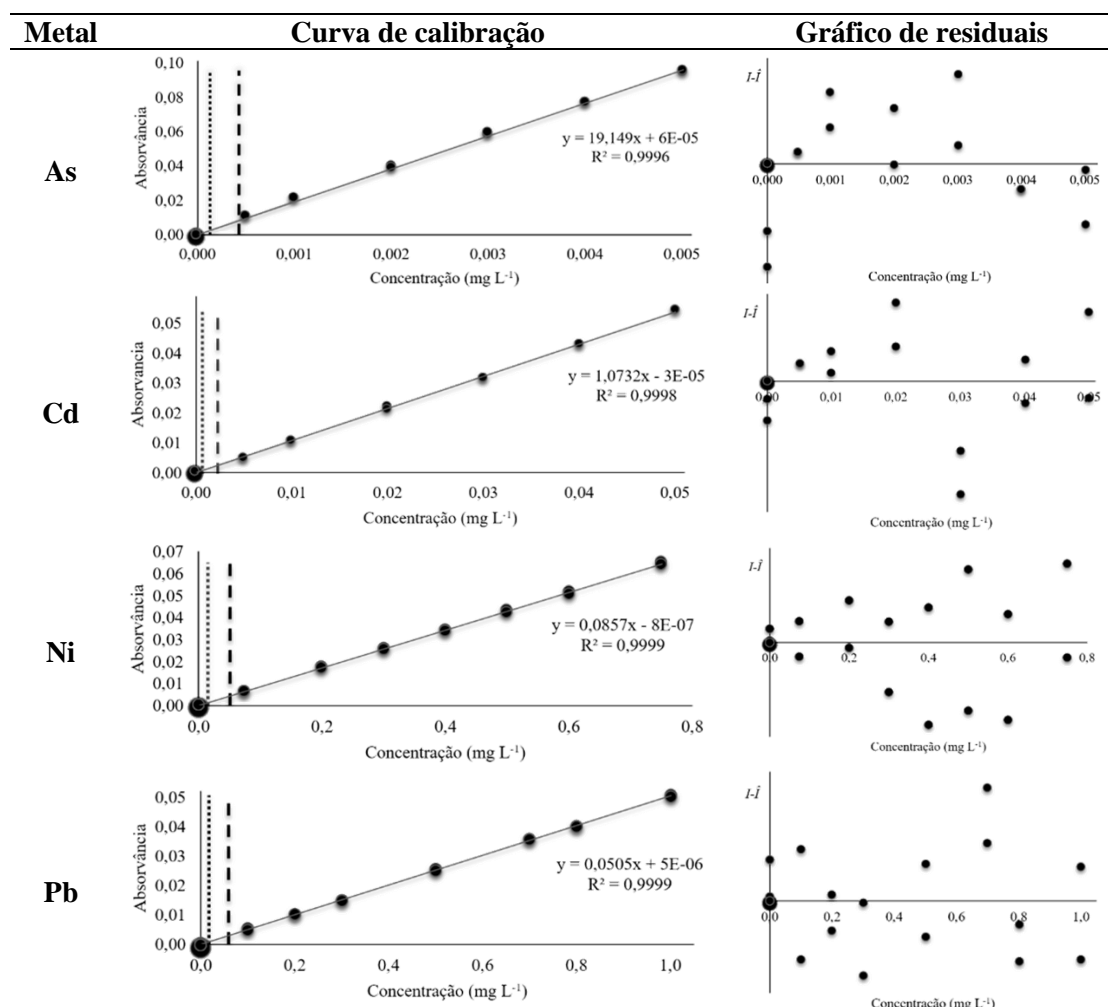 Metal Curva de calibração Gráfico de residuais
As
Absorvância
0,10
0,08
0,06
0,04
0,02
0,00
y = 19,149x + 6E-05
R² = 0,9996
0,000 0,001 0,002 0,003 0,004 0,005
Concentração (mg L⁻¹)
I-Î
0,000 0,001 0,002 0,003 0,004 0,005
Concentração (mg L⁻¹)
Cd
Absorvancia
0,05
0,04
0,03
0,02
0,01
0,00
y = 1,0732x - 3E-05
R² = 0,9998
0,00 0,01 0,02 0,03 0,04 0,05
Concentração (mg L⁻¹)
I-Î
0,00 0,01 0,02 0,03 0,04 0,05
Concentração (mg L⁻¹)
Ni
Absorvância
0,07
0,06
0,05
0,04
0,03
0,02
0,01
0,00
y = 0,0857x - 8E-07
R² = 0,9999
0,0 0,2 0,4 0,6 0,8
Concentração (mg L⁻¹)
I-Î
0,0 0,2 0,4 0,6 0,8
Concentração (mg L⁻¹)
Pb
Absorvância
0,05
0,04
0,03
0,02
0,01
0,00
y = 0,0505x + 5E-06
R² = 0,9999
0,0 0,2 0,4 0,6 0,8 1,0
Concentração (mg L⁻¹)
I-Î
0,0 0,2 0,4 0,6 0,8 1,0
Concentração (mg L⁻¹)